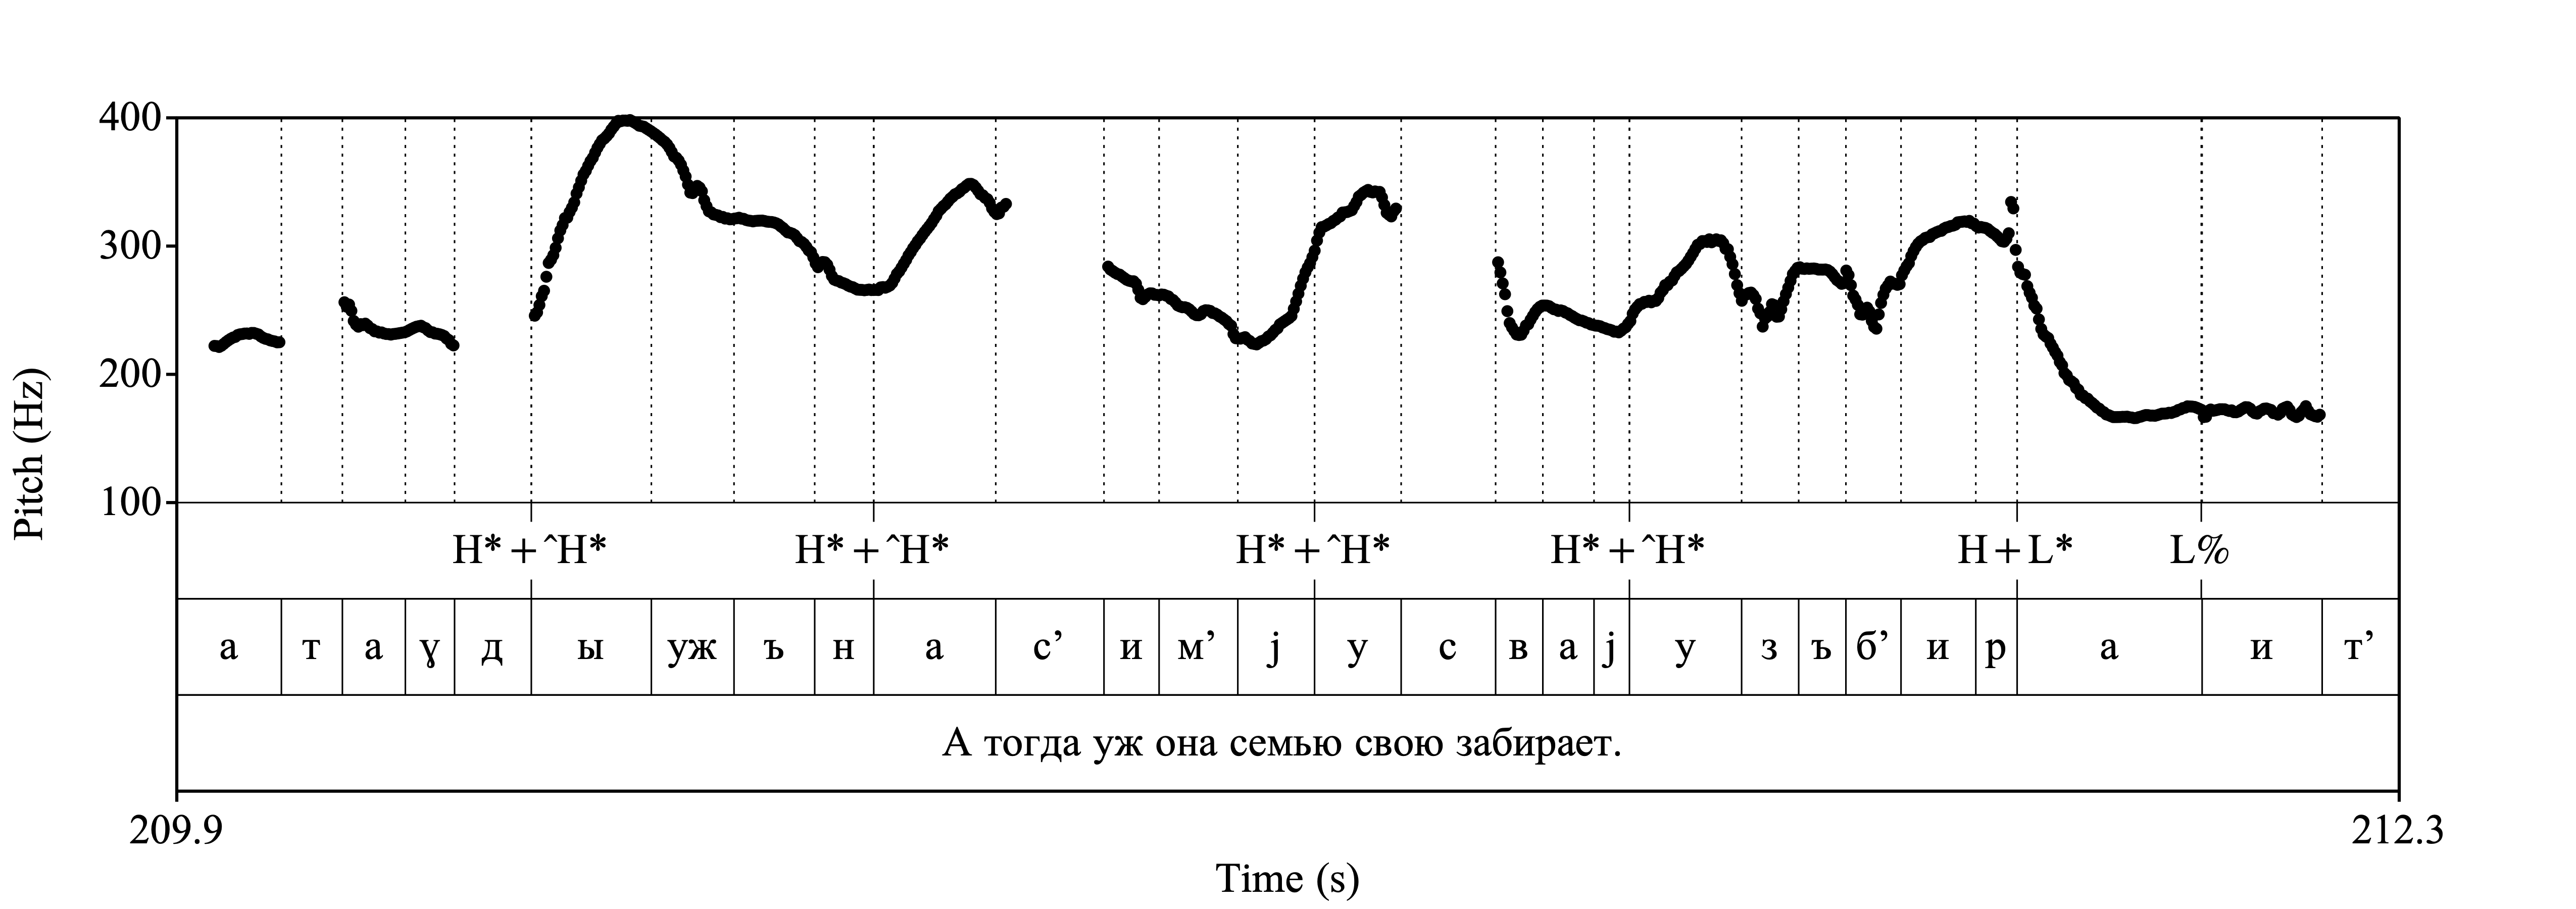 400
300
200
100
Pitch (Hz)
H*+^H* H*+^H* H*+^H* H*+^H* H+L* L%
а т а ɣ д ы уж ъ н а с’ и м’ j у с в а j у з ъ б’ и р а и т’
А тогда уж она семью свою забирает.
209.9 212.3
Time (s)